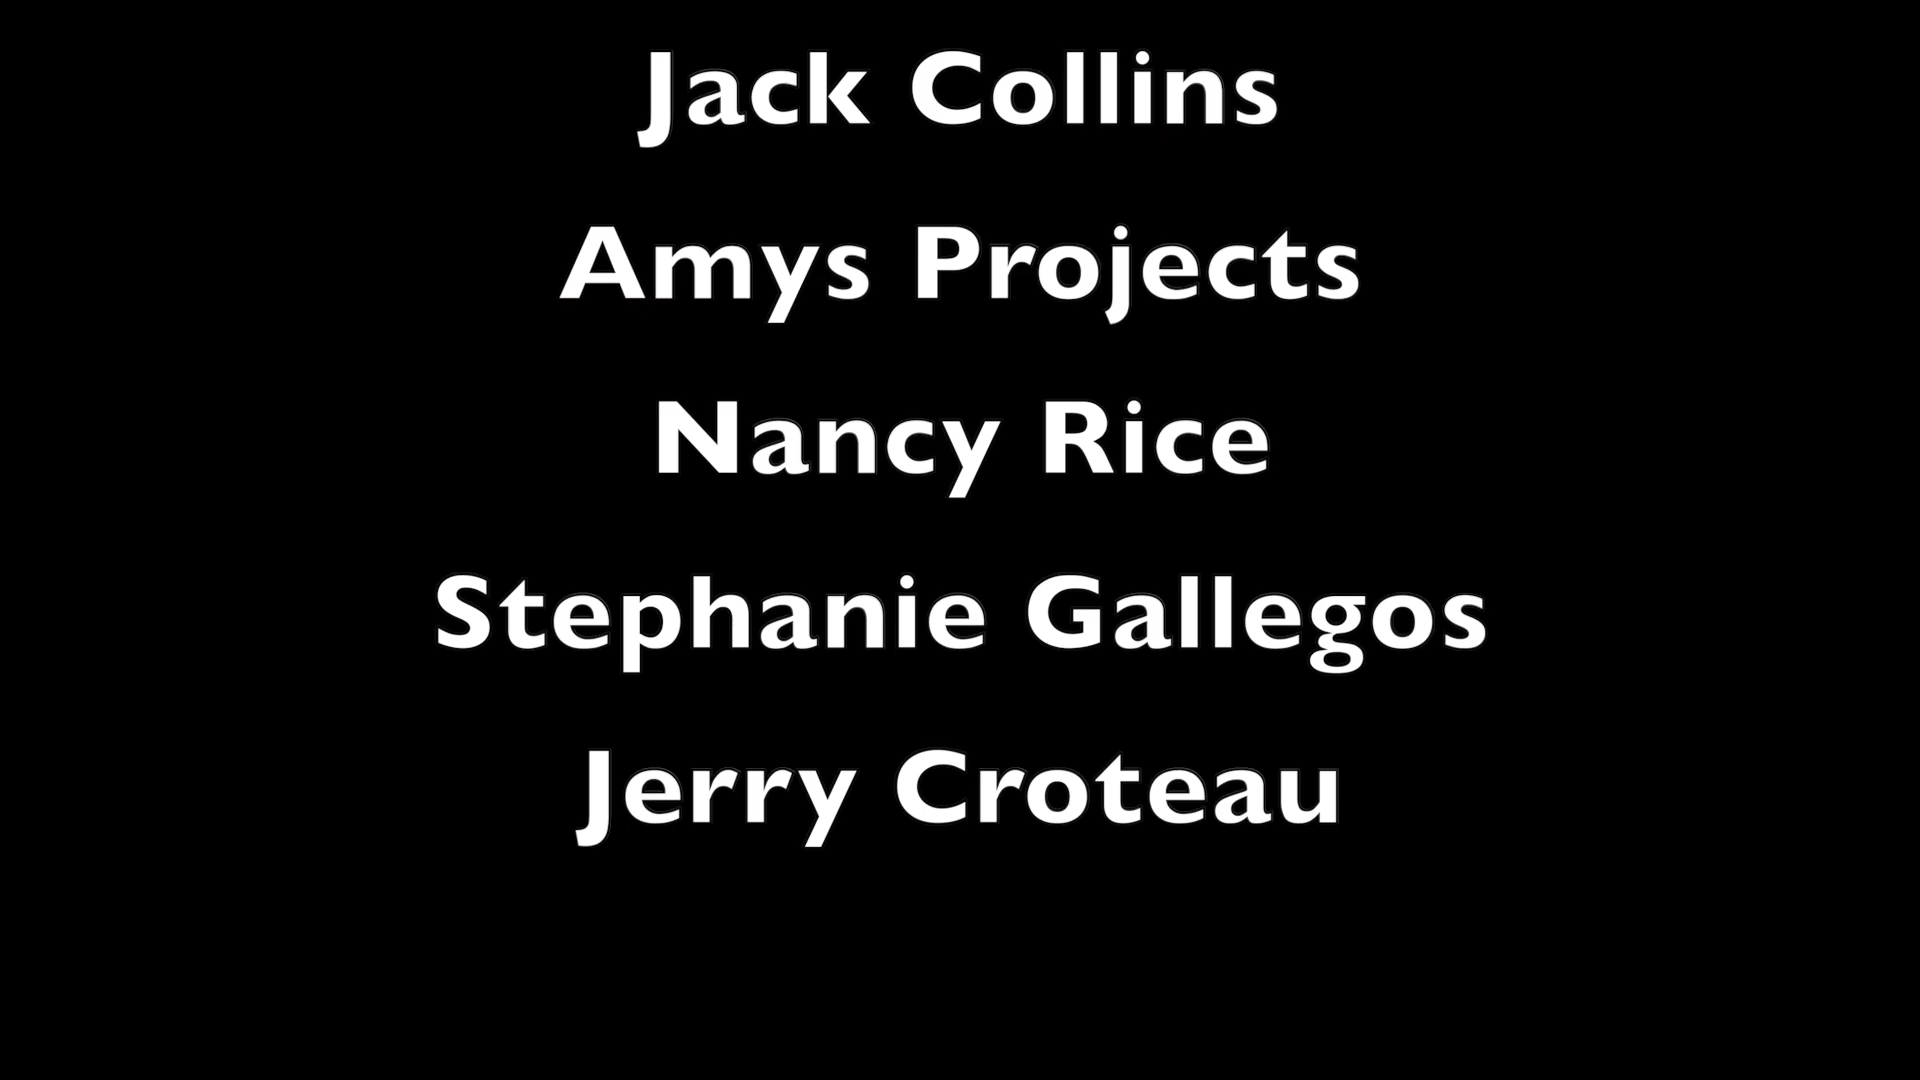 Jack Collins
Amys Projects
Nancy Rice
Stephanie Gallegos
Jerry Croteau